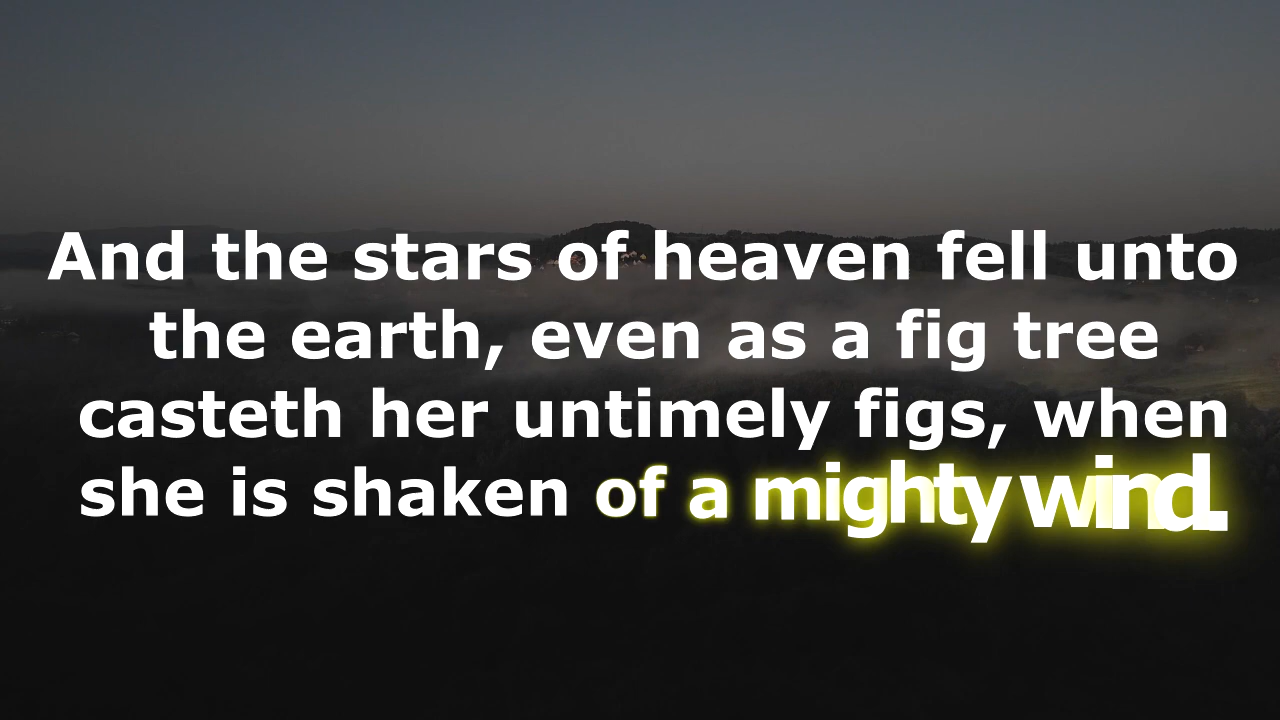 And the stars of heaven fell unto
the earth, even as a fig tree
casteth her untimely figs, when
she is shaken of a mighty wind.